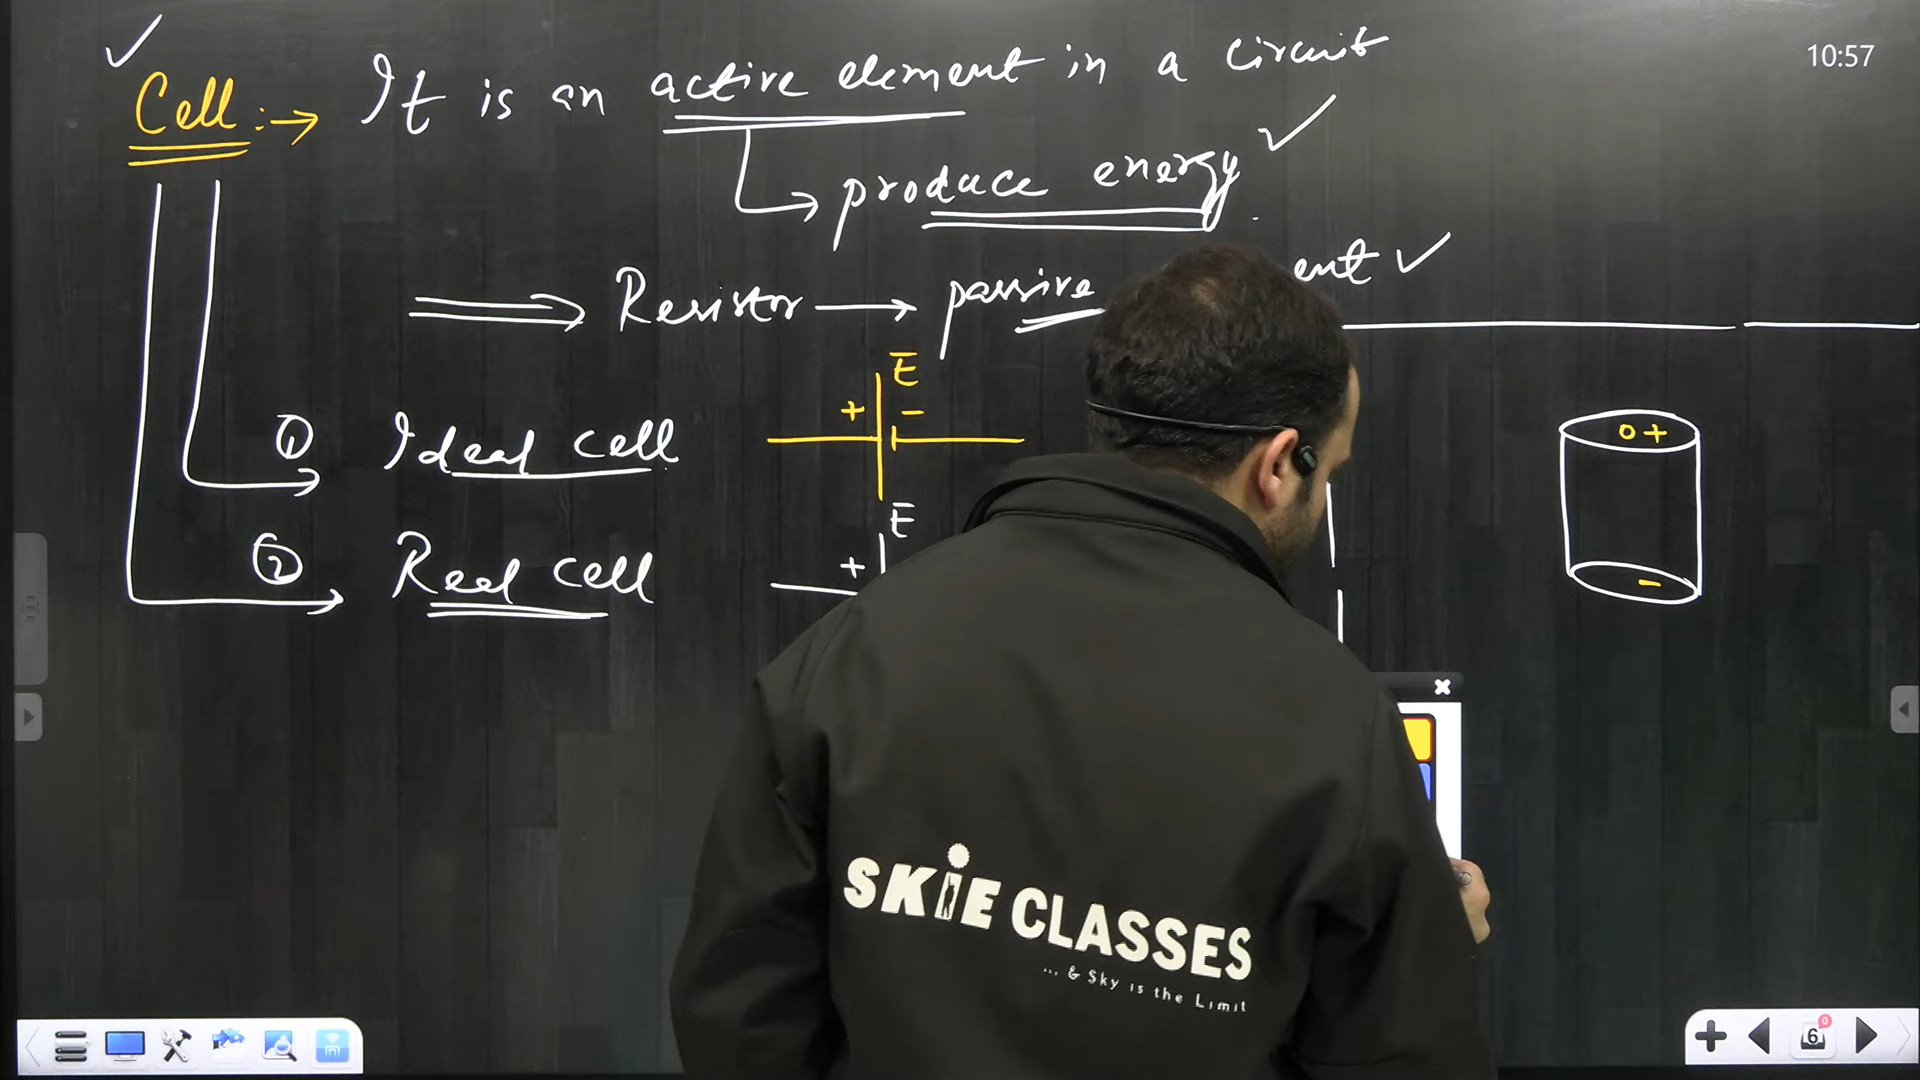 10:57
Cell :→ It is an active element in a circuit
→ produce energy
⇒ Resistor → passive
① Ideal cell
E
+ -
② Real cell
E
+
o +
-
SKiE CLASSES
... & Sky is the Limit
6
0